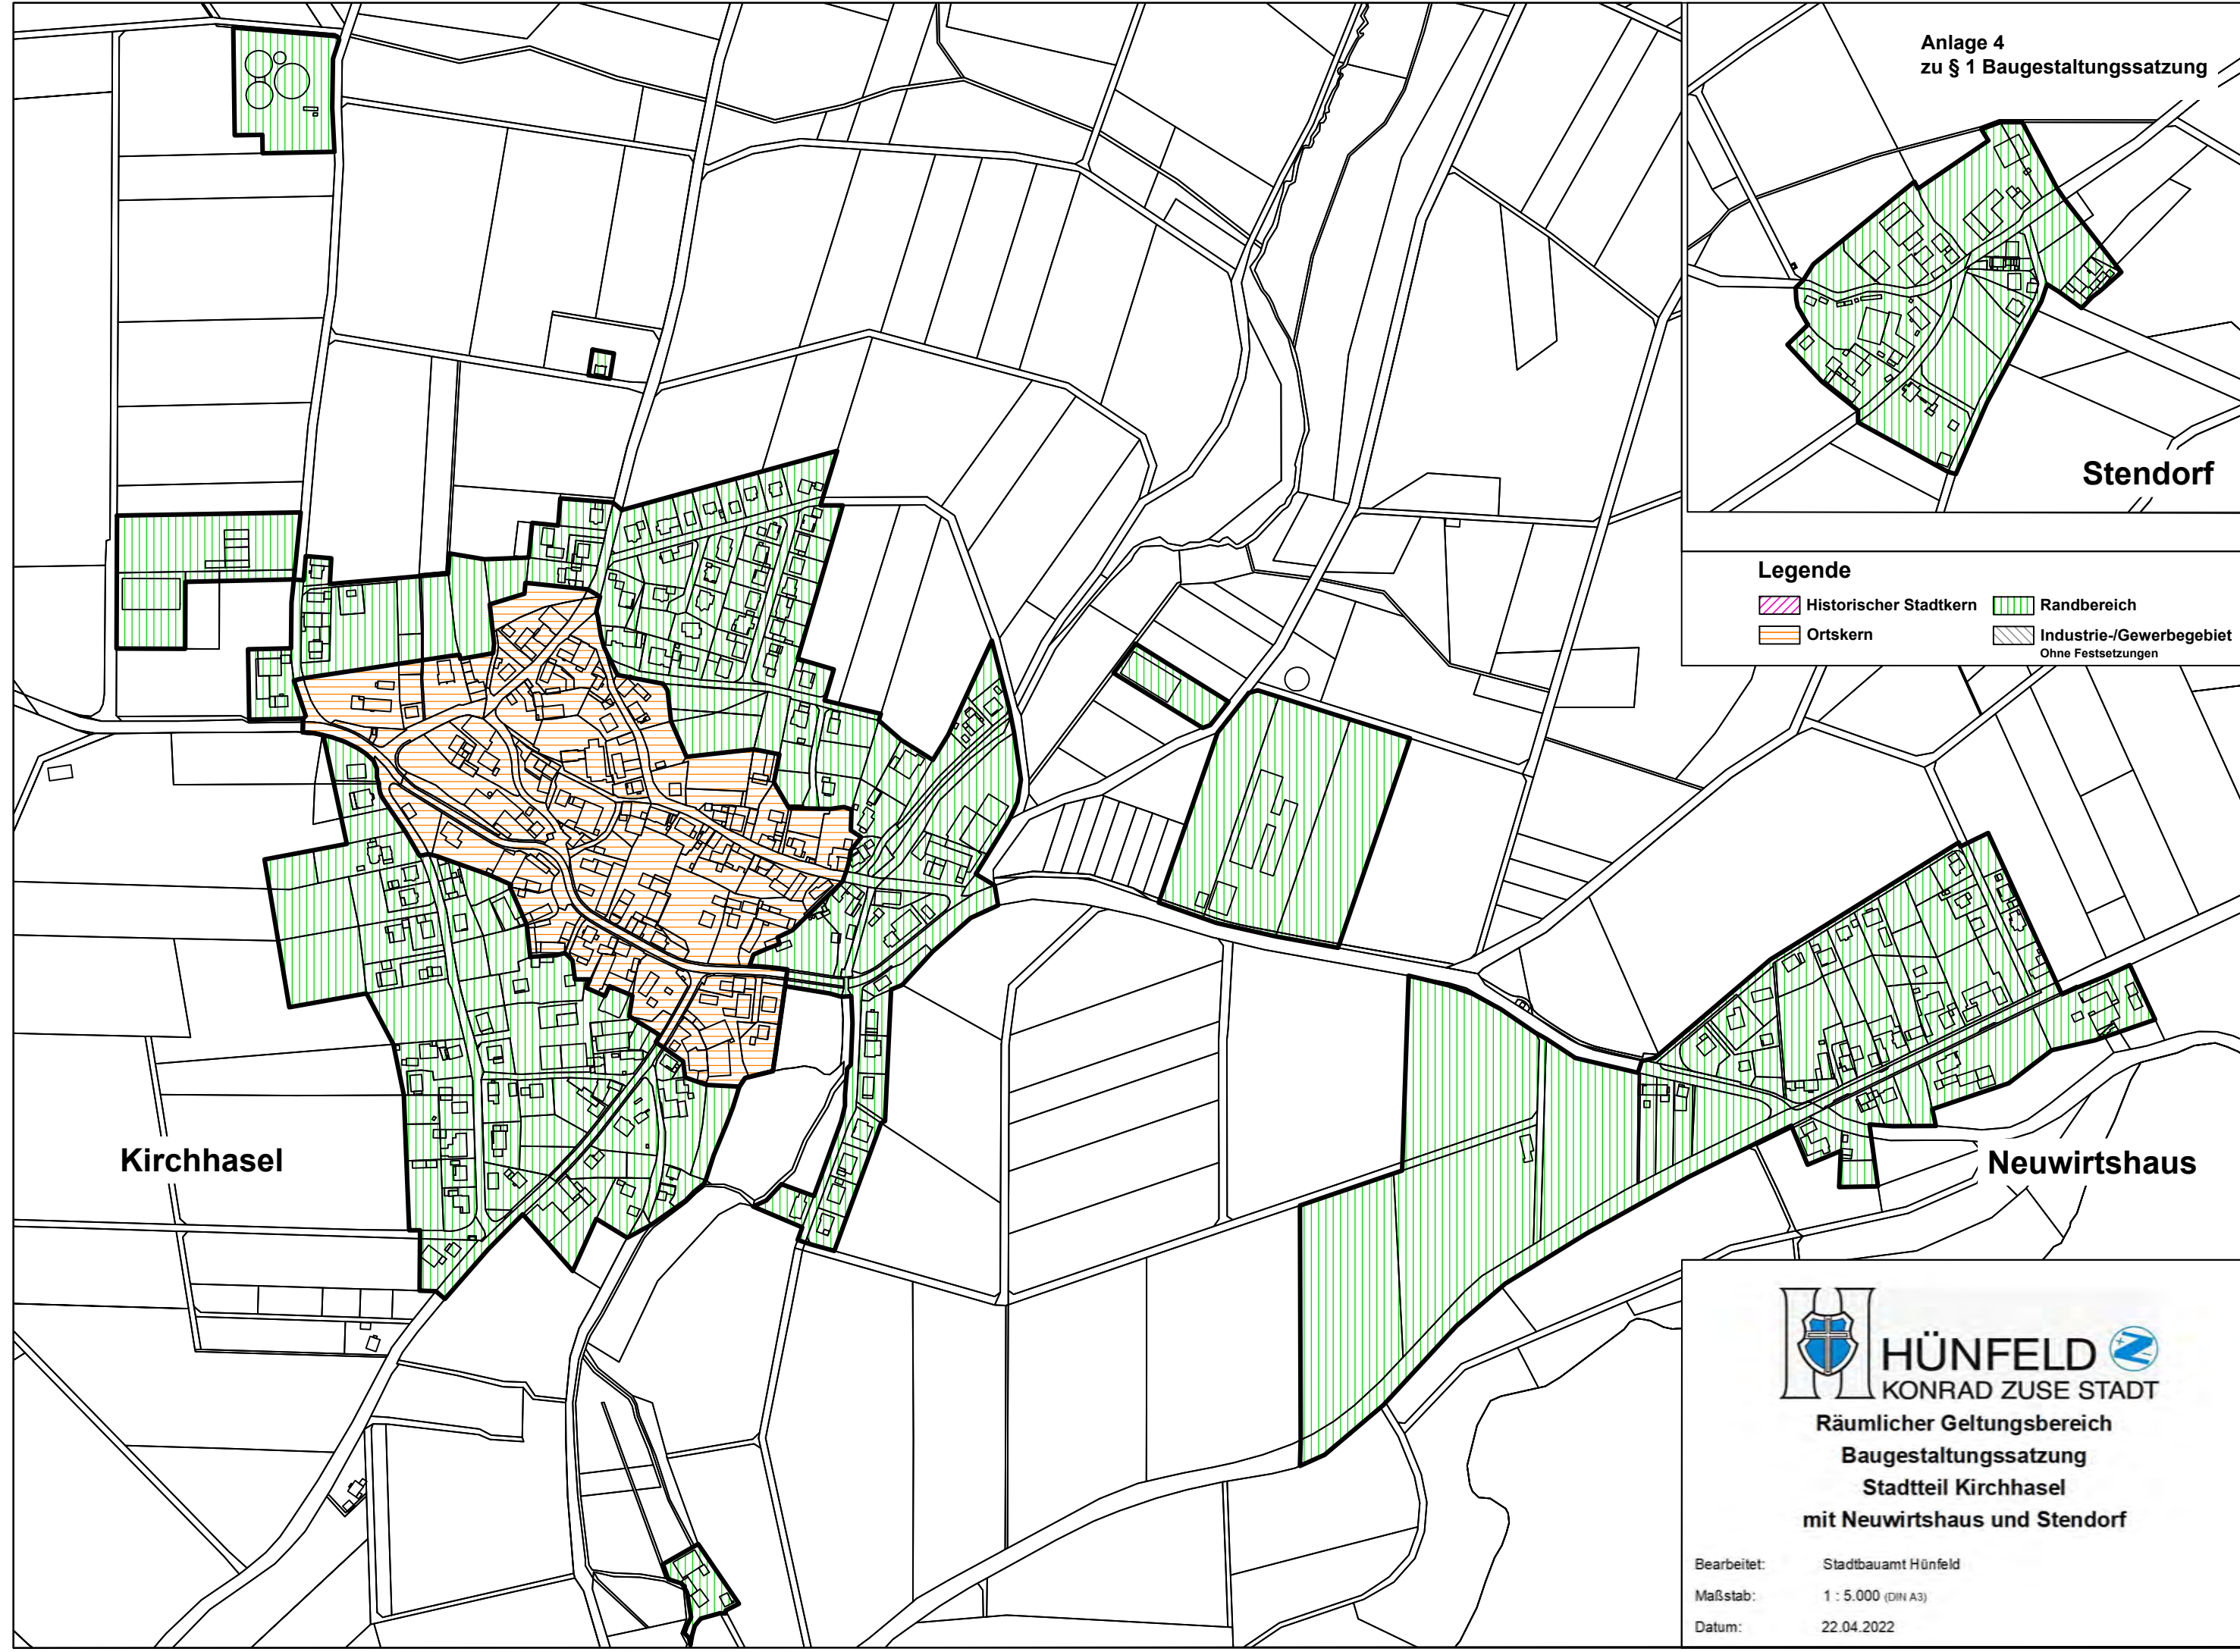 Anlage 4
zu § 1 Baugestaltungssatzung
Stendorf
Legende
Historischer Stadtkern
Randbereich
Ortskern
Industrie-/Gewerbegebiet
Ohne Festsetzungen
Kirchhasel
Neuwirtshaus
HÜNFELD
KONRAD ZUSE STADT
Räumlicher Geltungsbereich
Baugestaltungssatzung
Stadtteil Kirchhasel
mit Neuwirtshaus und Stendorf
Bearbeitet: Stadtbauamt Hünfeld
Maßstab: 1 : 5.000 (DIN A3)
Datum: 22.04.2022